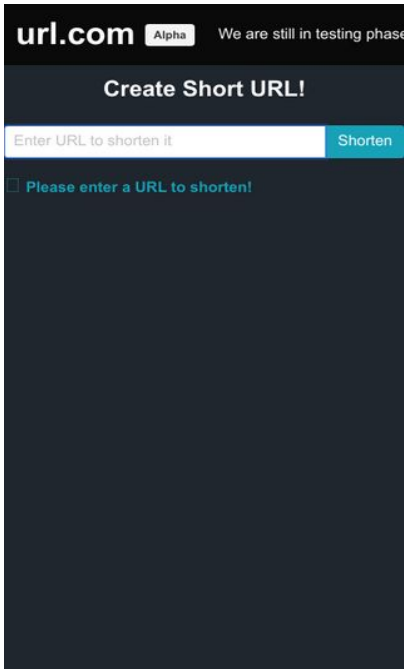 url.com Alpha We are still in testing phase
Create Short URL!
Enter URL to shorten it Shorten
Please enter a URL to shorten!